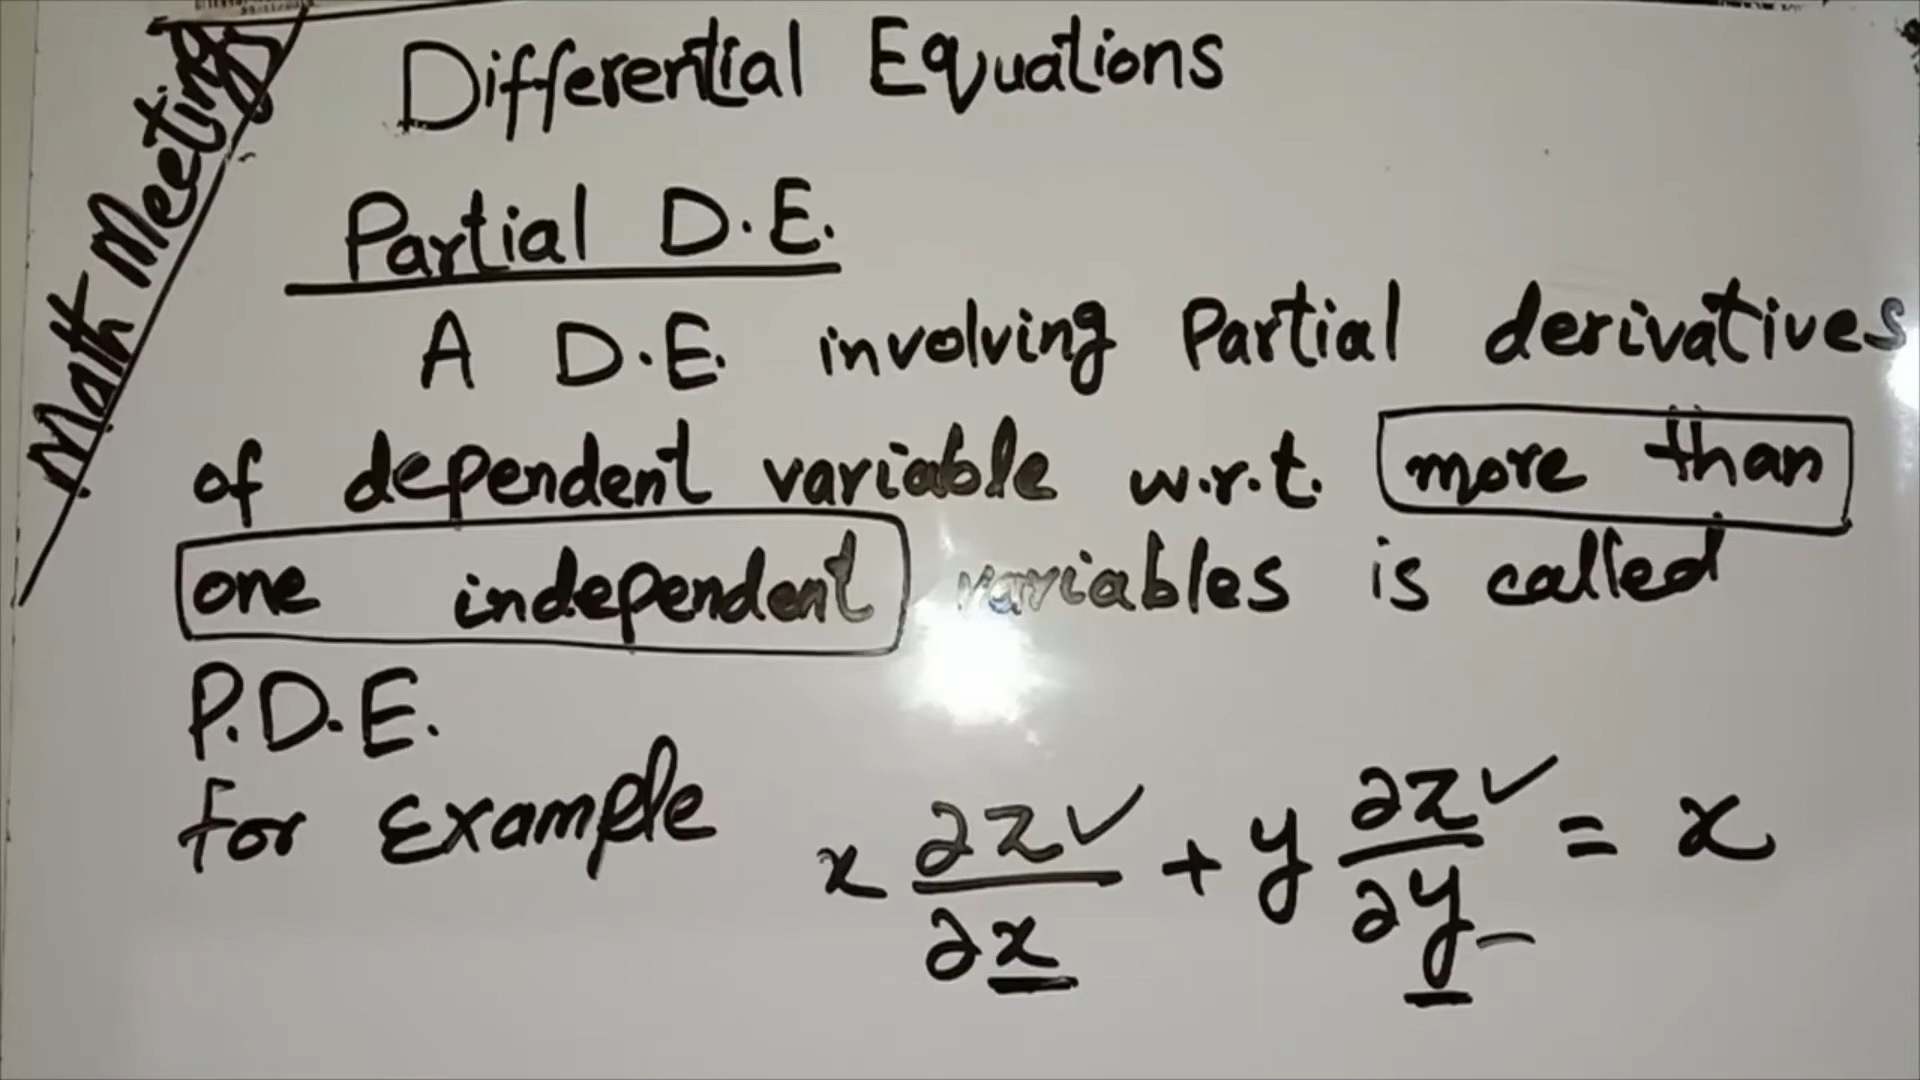 Math Meeting
Differential Equations
Partial D.E.
A D.E. involving Partial derivatives
of dependent variable w.r.t. more than
one independent variables is called
P.D.E.
for Example x ∂z/∂x ✓ + y ∂z/∂y ✓ = x